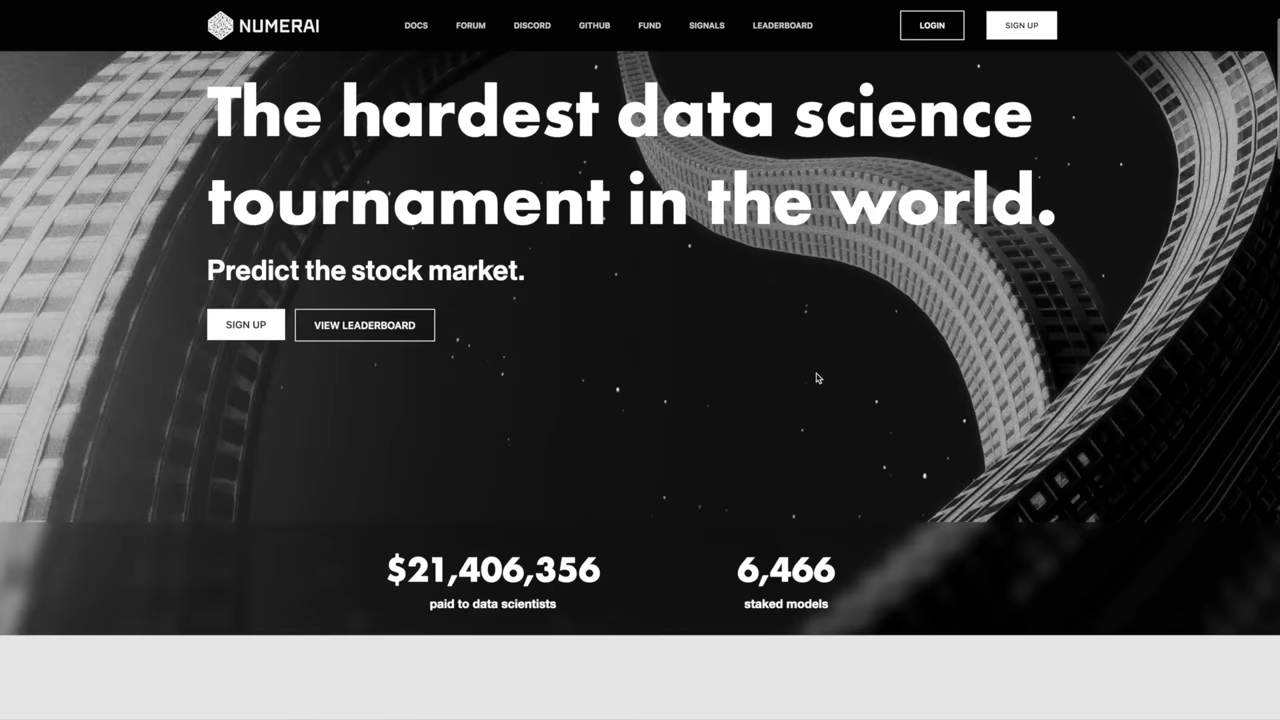 NUMERAI
DOCS FORUM DISCORD GITHUB FUND SIGNALS LEADERBOARD
LOGIN SIGN UP
The hardest data science
tournament in the world.
Predict the stock market.
SIGN UP VIEW LEADERBOARD
$21,406,356 6,466
paid to data scientists staked models